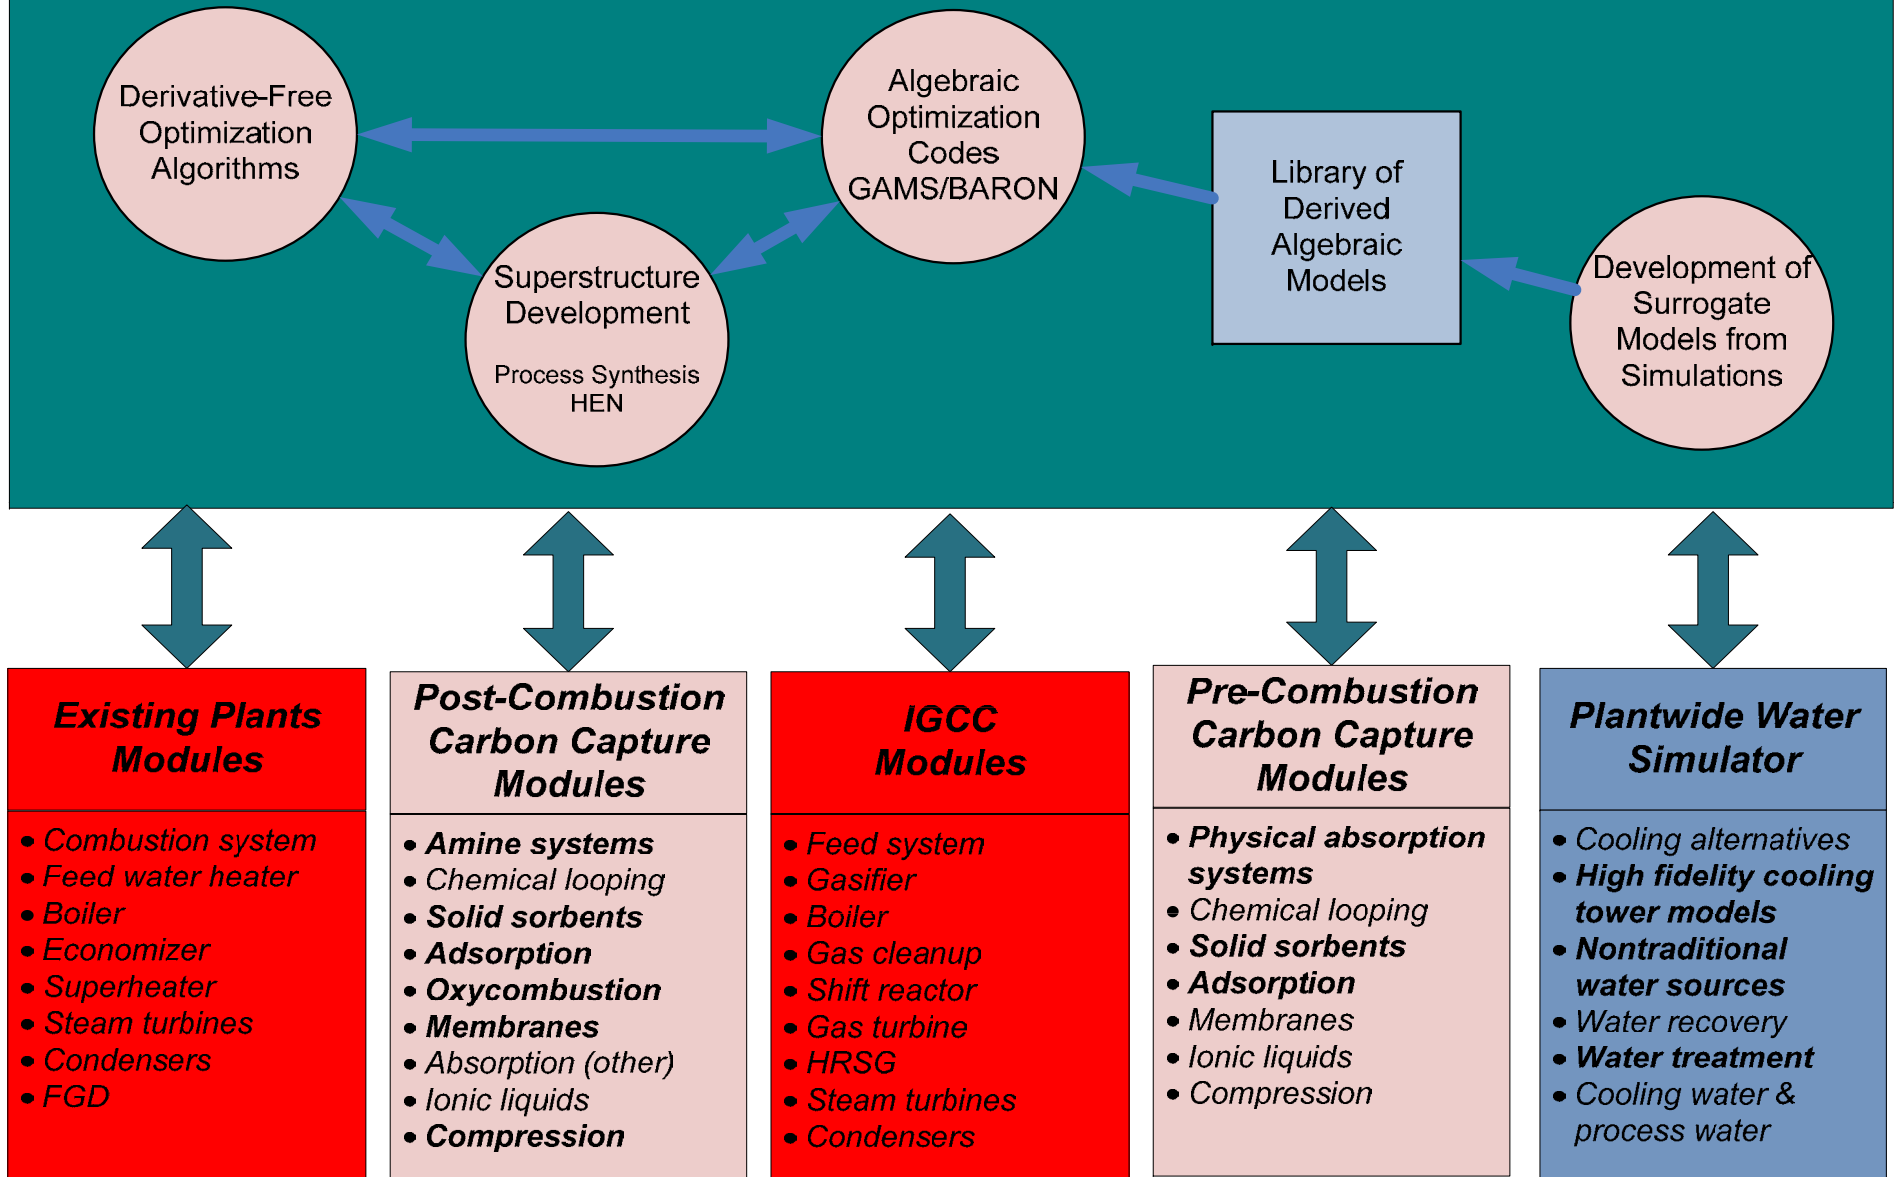 Derivative-Free
Optimization
Algorithms
Algebraic
Optimization
Codes
GAMS/BARON
Superstructure
Development
Process Synthesis
HEN
Library of
Derived
Algebraic
Models
Development of
Surrogate
Models from
Simulations
Existing Plants
Modules
• Combustion system
• Feed water heater
• Boiler
• Economizer
• Superheater
• Steam turbines
• Condensers
• FGD
Post-Combustion
Carbon Capture
Modules
• Amine systems
• Chemical looping
• Solid sorbents
• Adsorption
• Oxycombustion
• Membranes
• Absorption (other)
• Ionic liquids
• Compression
IGCC
Modules
• Feed system
• Gasifier
• Boiler
• Gas cleanup
• Shift reactor
• Gas turbine
• HRSG
• Steam turbines
• Condensers
Pre-Combustion
Carbon Capture
Modules
• Physical absorption
systems
• Chemical looping
• Solid sorbents
• Adsorption
• Membranes
• Ionic liquids
• Compression
Plantwide Water
Simulator
• Cooling alternatives
• High fidelity cooling
tower models
• Nontraditional
water sources
• Water recovery
• Water treatment
• Cooling water &
process water